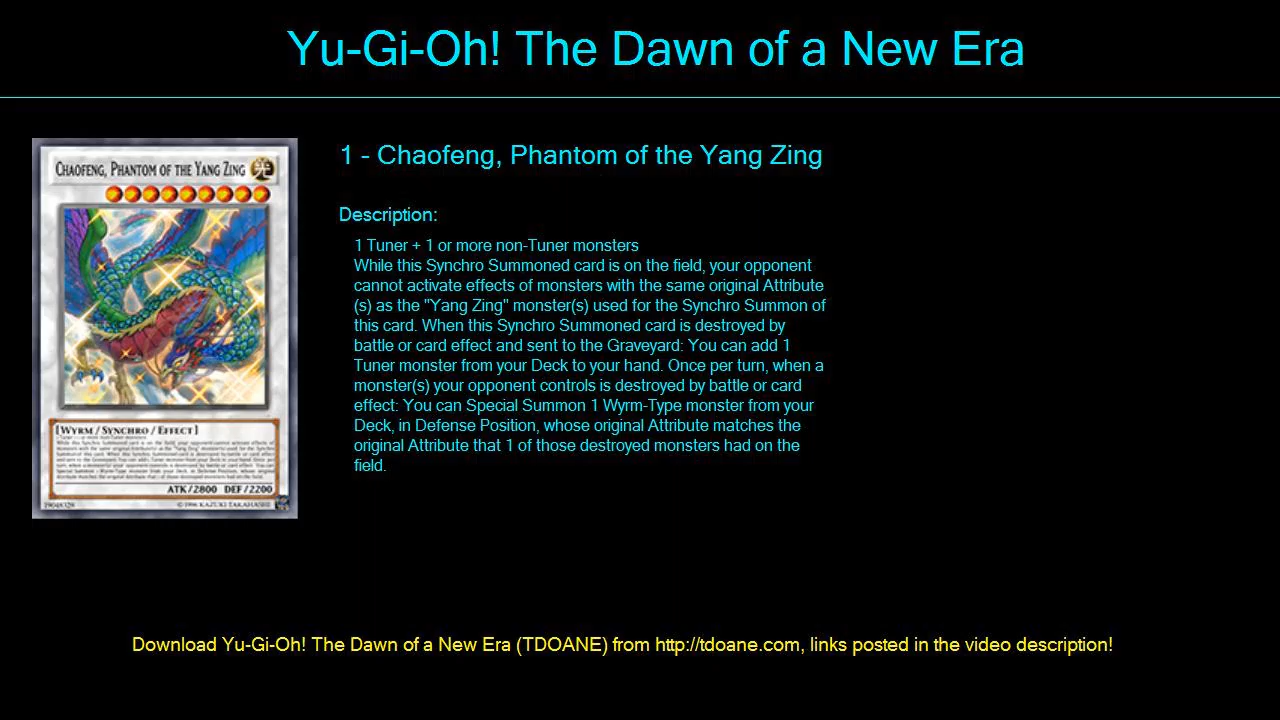 Yu-Gi-Oh! The Dawn of a New Era
CHAOFENG, PHANTOM OF THE YANG ZING
[WYRM / SYNCHRO / EFFECT]
ATK/2800 DEF/2200
©1996 KAZUKI TAKAHASHI
1 - Chaofeng, Phantom of the Yang Zing
Description:
1 Tuner + 1 or more non-Tuner monsters
While this Synchro Summoned card is on the field, your opponent
cannot activate effects of monsters with the same original Attribute
(s) as the "Yang Zing" monster(s) used for the Synchro Summon of
this card. When this Synchro Summoned card is destroyed by
battle or card effect and sent to the Graveyard: You can add 1
Tuner monster from your Deck to your hand. Once per turn, when a
monster(s) your opponent controls is destroyed by battle or card
effect: You can Special Summon 1 Wyrm-Type monster from your
Deck, in Defense Position, whose original Attribute matches the
original Attribute that 1 of those destroyed monsters had on the
field.
Download Yu-Gi-Oh! The Dawn of a New Era (TDOANE) from http://tdoane.com, links posted in the video description!